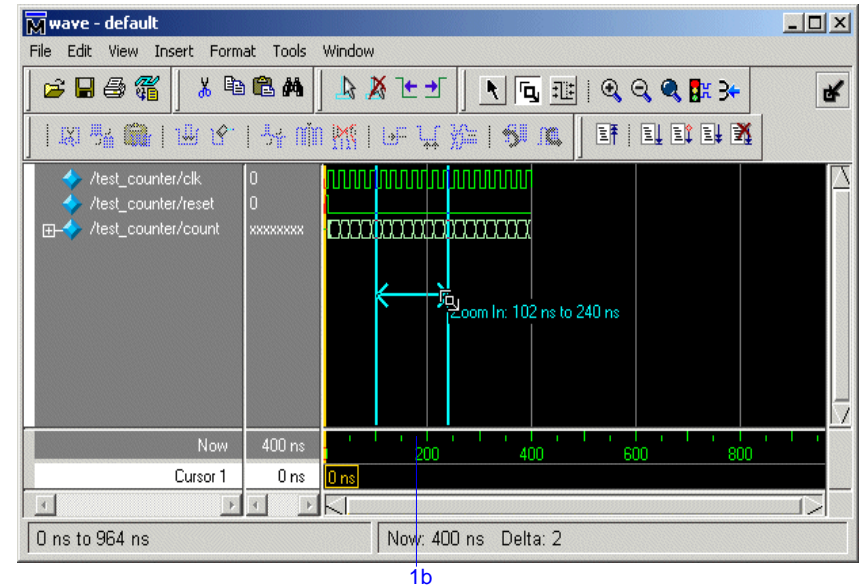 wave - default
File Edit View Insert Format Tools Window
/test_counter/clk 0
/test_counter/reset 0
/test_counter/count xxxxxxxx
Zoom In: 102 ns to 240 ns
Now 400 ns 200 400 600 800
Cursor 1 0 ns 0 ns
0 ns to 964 ns Now: 400 ns Delta: 2
1b